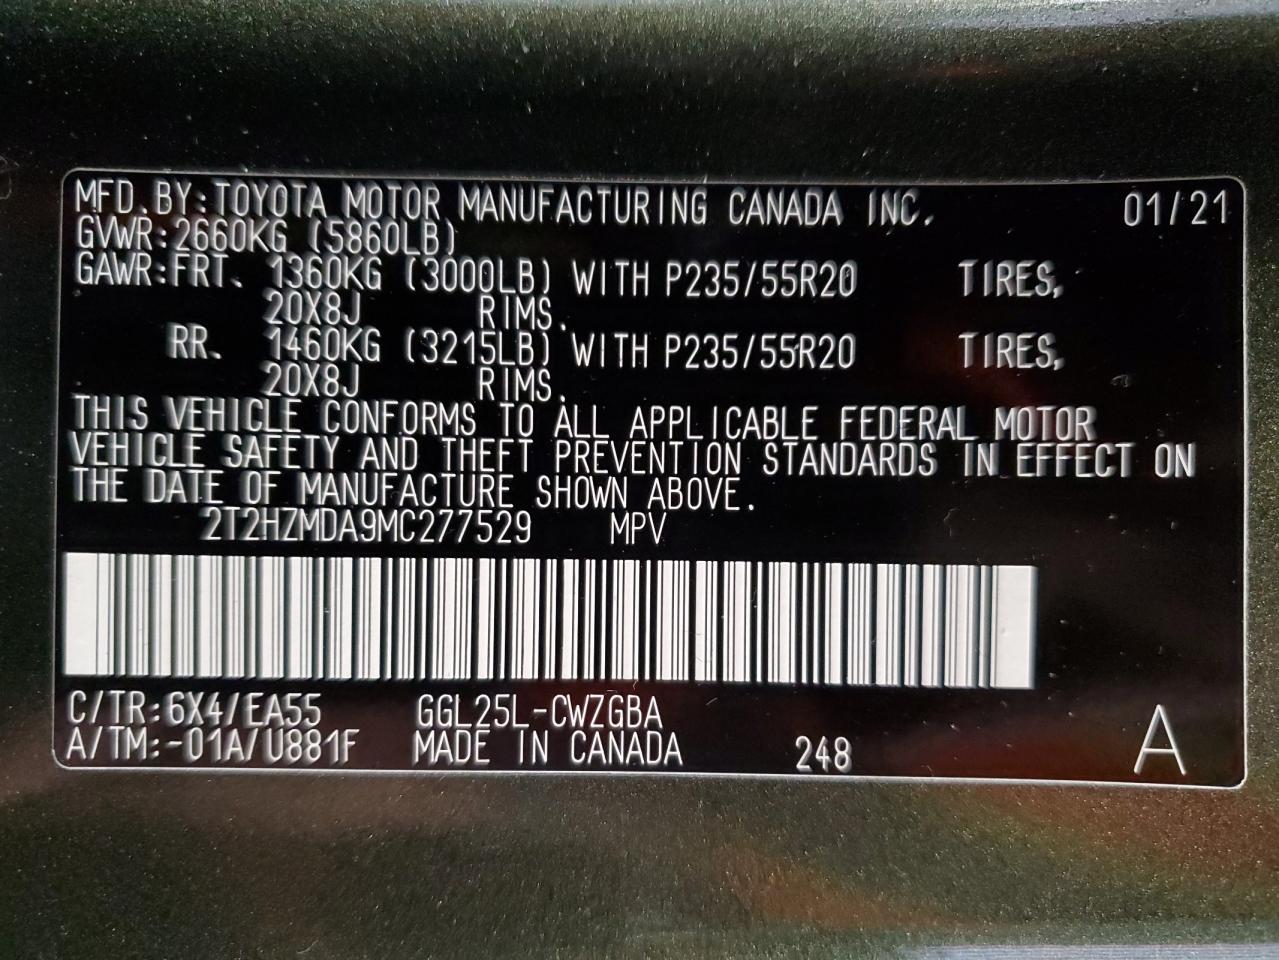 MFD.BY:TOYOTA MOTOR MANUFACTURING CANADA INC. 01/21
GVWR:2660KG (5860LB)
GAWR:FRT. 1360KG (3000LB) WITH P235/55R20 TIRES,
20X8J RIMS.
RR. 1460KG (3215LB) WITH P235/55R20 TIRES,
20X8J RIMS.
THIS VEHICLE CONFORMS TO ALL APPLICABLE FEDERAL MOTOR
VEHICLE SAFETY AND THEFT PREVENTION STANDARDS IN EFFECT ON
THE DATE OF MANUFACTURE SHOWN ABOVE.
2T2HZMDA9MC277529 MPV
C/TR:6X4/EA55 GGL25L-CWZGBA
A/TM:-01A/U881F MADE IN CANADA 248 A